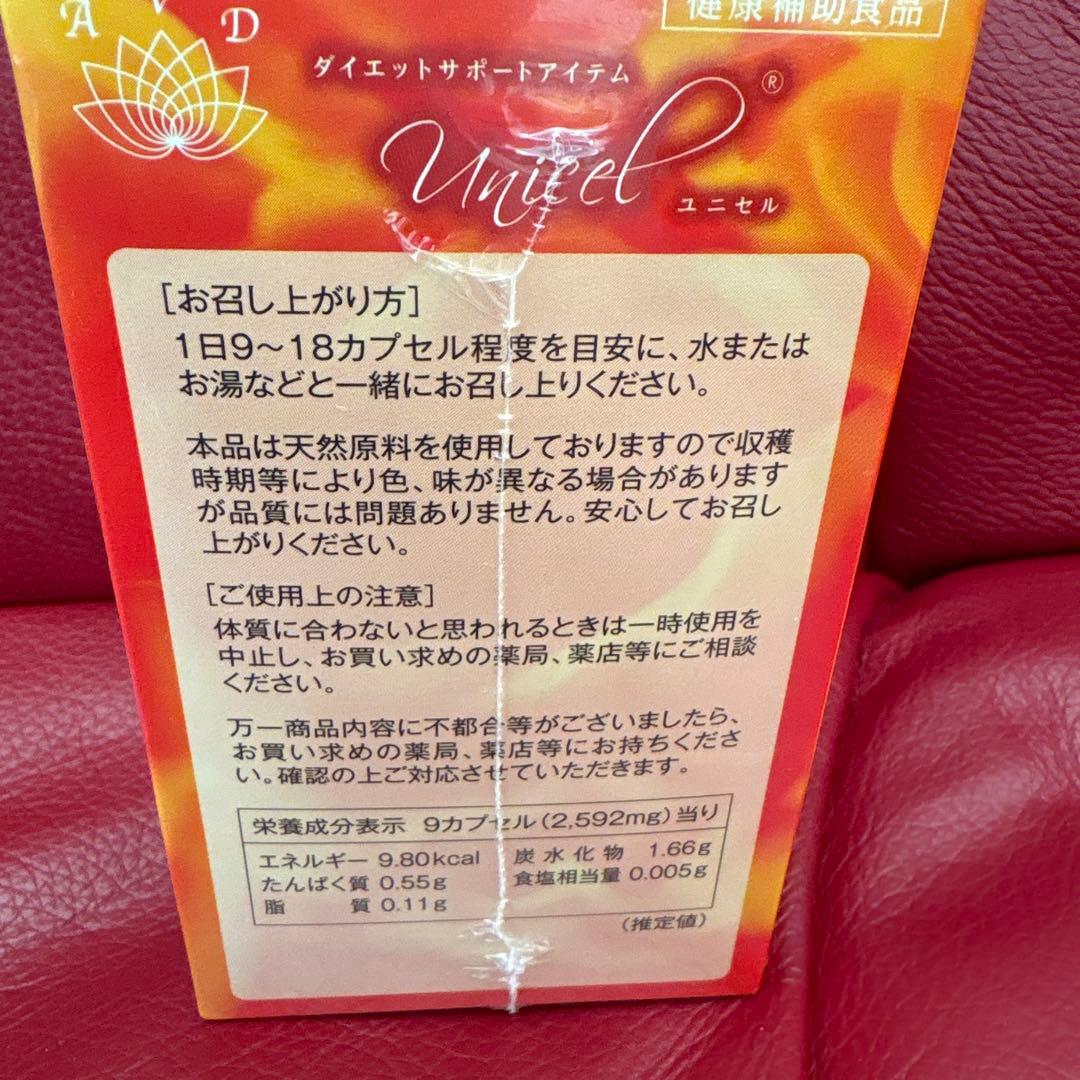 A V D
健康補助食品
ダイエットサポートアイテム
Unicel®
ユニセル
[お召し上がり方]
1日9～18カプセル程度を目安に、水または
お湯などと一緒にお召し上りください。
本品は天然原料を使用しておりますので収穫
時期等により色、味が異なる場合があります
が品質には問題ありません。安心してお召し
上がりください。
[ご使用上の注意]
体質に合わないと思われるときは一時使用を
中止し、お買い求めの薬局、薬店等にご相談
ください。
万一商品内容に不都合等がございましたら、
お買い求めの薬局、薬店等にお持ちくださ
い。確認の上ご対応させていただきます。
栄養成分表示 9カプセル(2,592mg)当り
エネルギー 9.80kcal 炭水化物 1.66g
たんぱく質 0.55g 食塩相当量 0.005g
脂質 0.11g
(推定値)